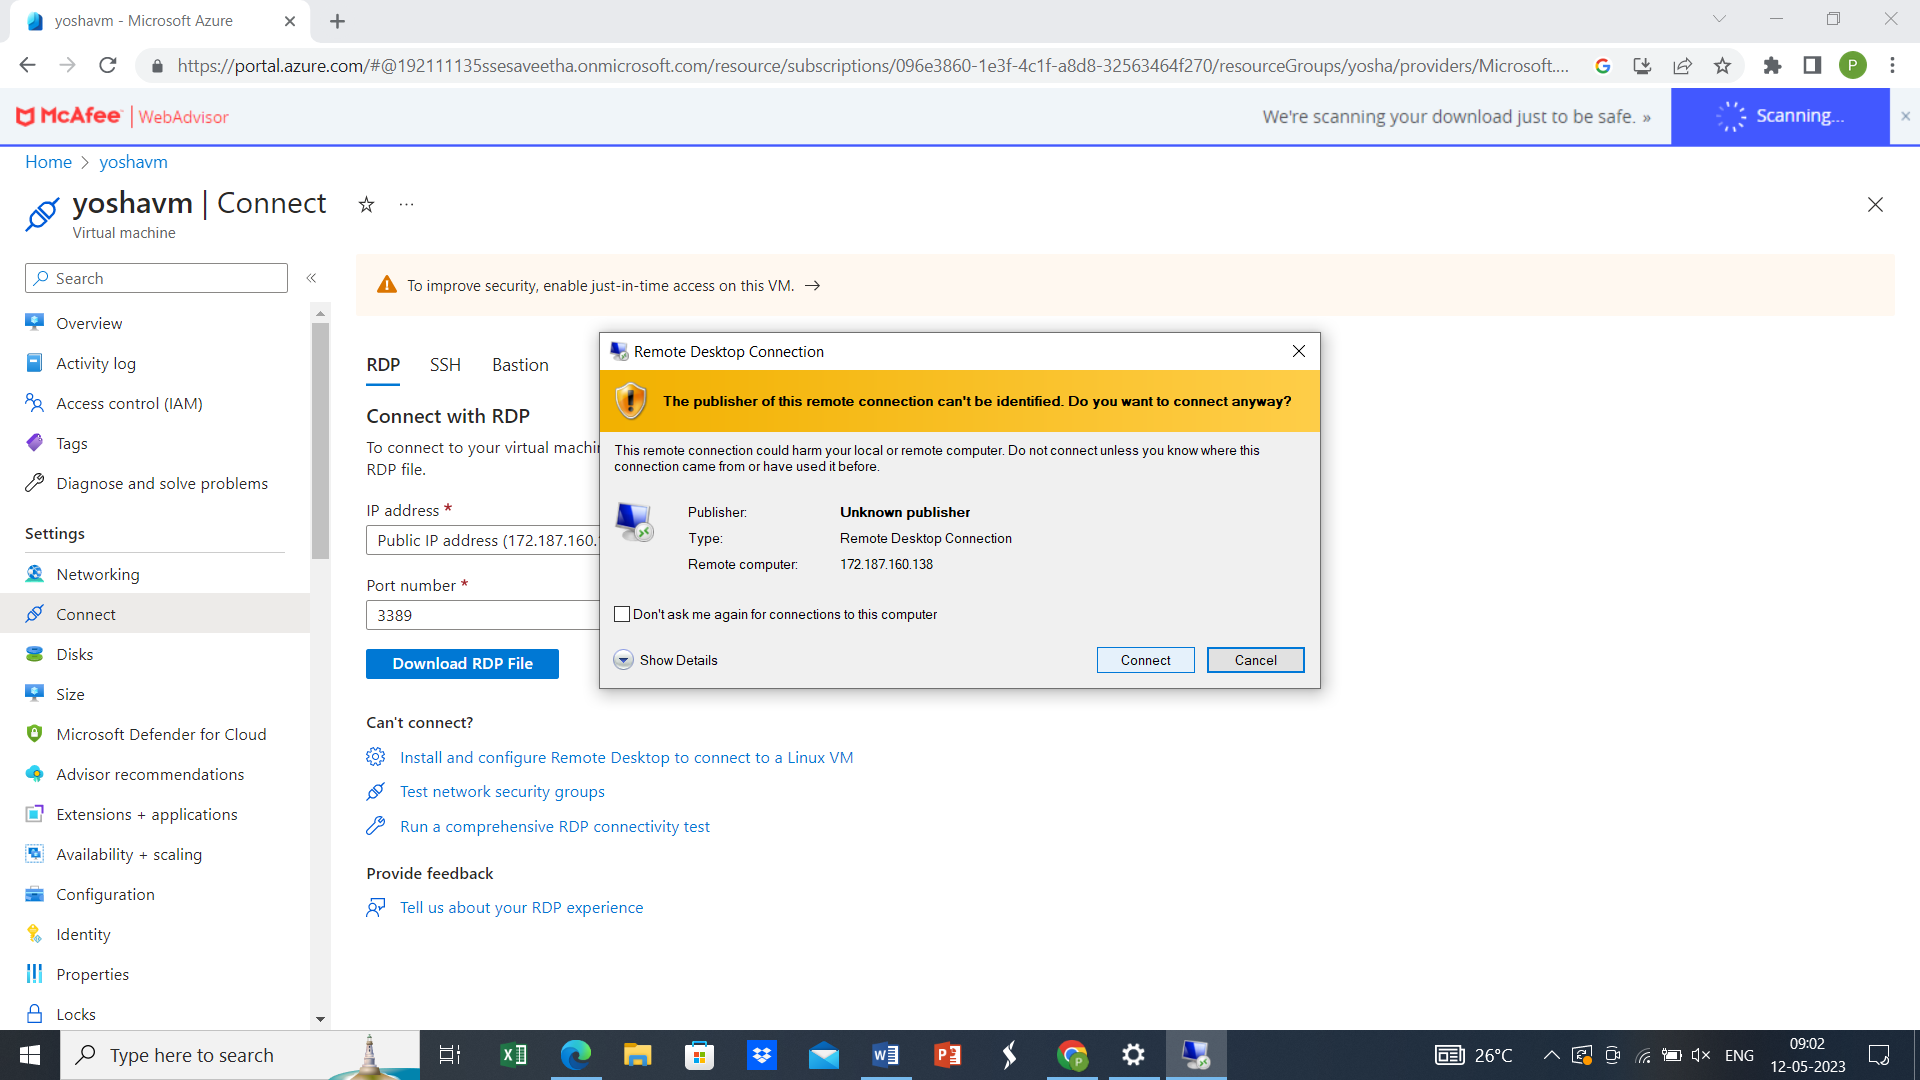 yoshavm - Microsoft Azure
https://portal.azure.com/#@192111135ssesaveetha.onmicrosoft.com/resource/subscriptions/096e3860-1e3f-4c1f-a8d8-32563464f270/resourceGroups/yosha/providers/Microsoft....
P
McAfee | WebAdvisor
We're scanning your download just to be safe. »
Scanning...
Home > yoshavm
yoshavm | Connect
Virtual machine
Search
To improve security, enable just-in-time access on this VM. →
Overview
Activity log
Access control (IAM)
Tags
Diagnose and solve problems
Settings
Networking
Connect
Disks
Size
Microsoft Defender for Cloud
Advisor recommendations
Extensions + applications
Availability + scaling
Configuration
Identity
Properties
Locks
RDP
SSH
Bastion
Connect with RDP
To connect to your virtual machin
RDP file.
IP address *
Public IP address (172.187.160.1
Port number *
3389
Download RDP File
Can't connect?
Install and configure Remote Desktop to connect to a Linux VM
Test network security groups
Run a comprehensive RDP connectivity test
Provide feedback
Tell us about your RDP experience
Remote Desktop Connection
The publisher of this remote connection can't be identified. Do you want to connect anyway?
This remote connection could harm your local or remote computer. Do not connect unless you know where this
connection came from or have used it before.
Publisher: Unknown publisher
Type: Remote Desktop Connection
Remote computer: 172.187.160.138
Don't ask me again for connections to this computer
Show Details
Connect
Cancel
Type here to search
26°C
ENG
09:02
12-05-2023